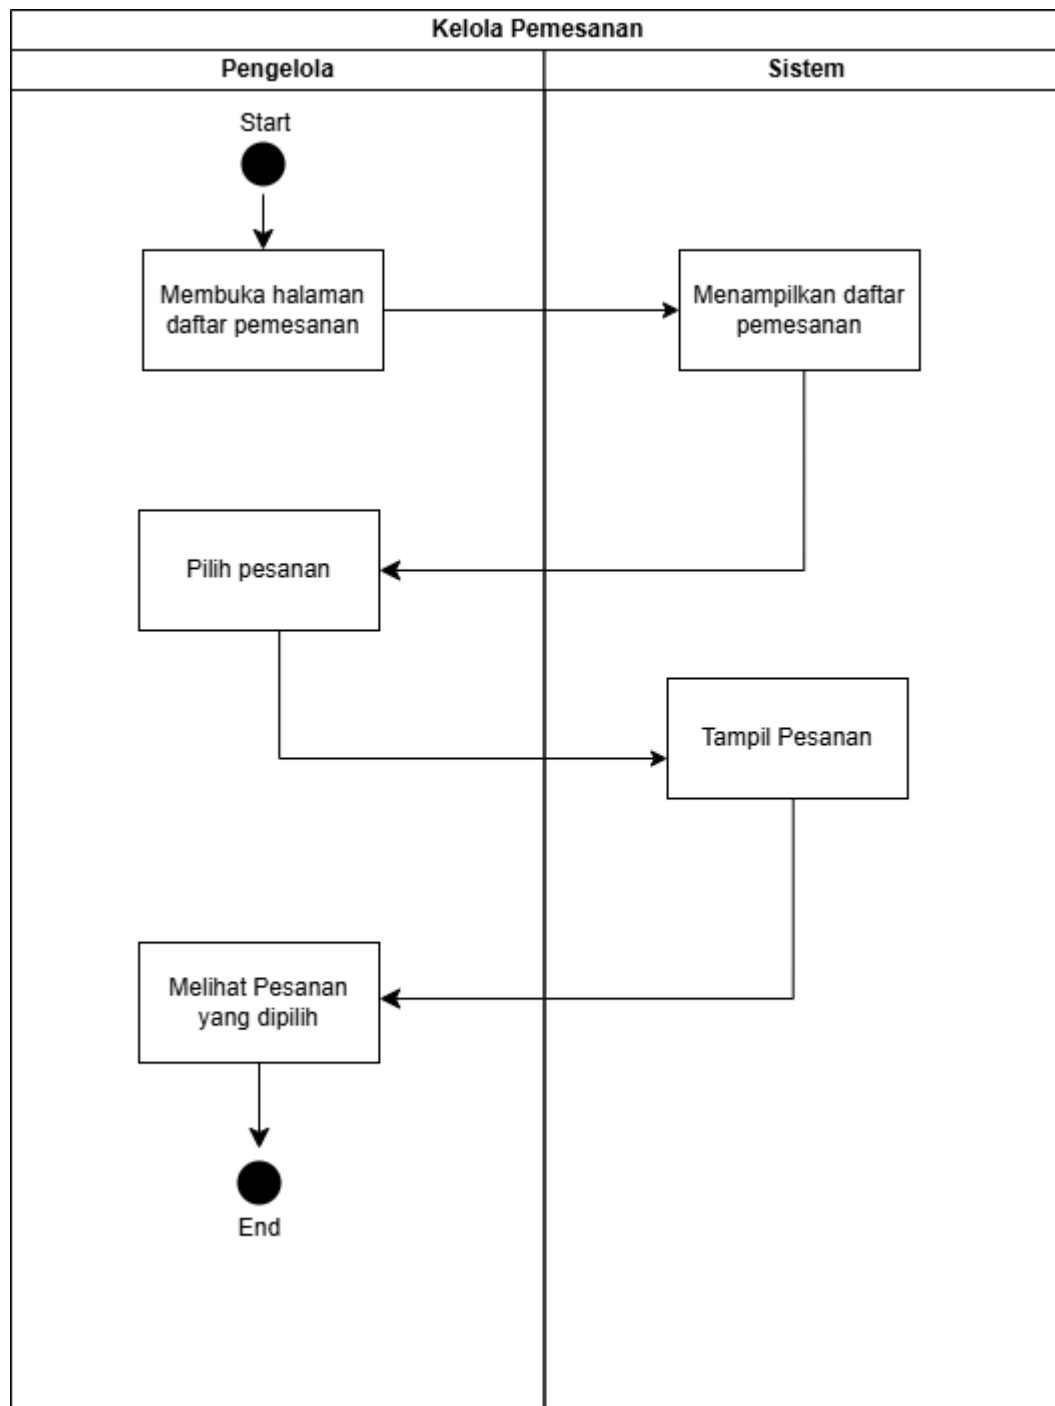 Kelola Pemesanan
Pengelola
Sistem
Start
Membuka halaman
daftar pemesanan
Menampilkan daftar
pemesanan
Pilih pesanan
Tampil Pesanan
Melihat Pesanan
yang dipilih
End